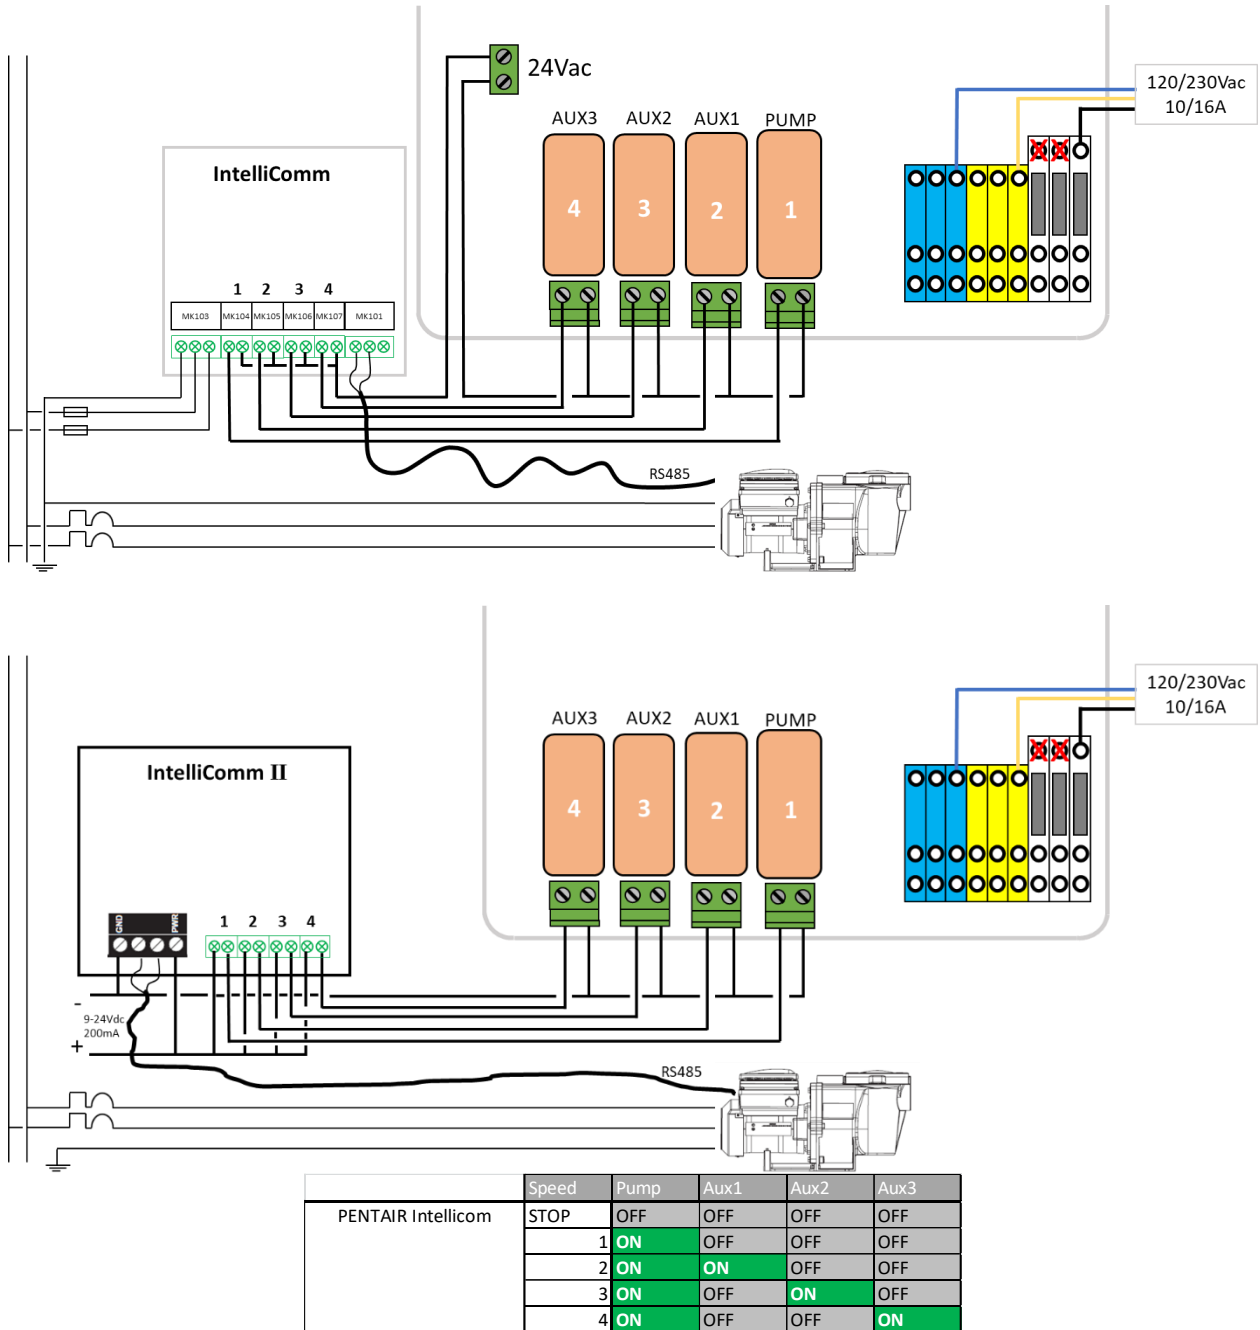 24Vac
120/230Vac
10/16A
AUX3 AUX2 AUX1 PUMP
IntelliComm
4 3 2 1
1 2 3 4
MK103 MK104 MK105 MK106 MK107 MK101
RS485
120/230Vac
10/16A
AUX3 AUX2 AUX1 PUMP
IntelliComm II
4 3 2 1
GND PWR
1 2 3 4
-
9-24Vdc
200mA
+
RS485
Speed Pump Aux1 Aux2 Aux3
PENTAIR Intellicom STOP OFF OFF OFF OFF
1 ON OFF OFF OFF
2 ON ON OFF OFF
3 ON OFF ON OFF
4 ON OFF OFF ON